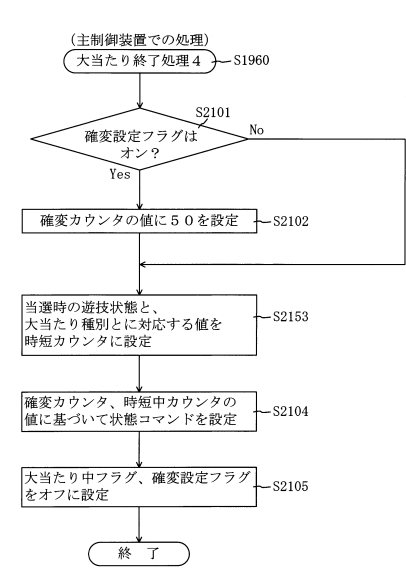 (主制御装置での処理)
大当たり終了処理4
S1960
S2101
確変設定フラグは
オン?
No
Yes
確変カウンタの値に50を設定
S2102
当選時の遊技状態と、
大当たり種別とに対応する値を
時短カウンタに設定
S2153
確変カウンタ、時短中カウンタの
値に基づいて状態コマンドを設定
S2104
大当たり中フラグ、確変設定フラグ
をオフに設定
S2105
終 了